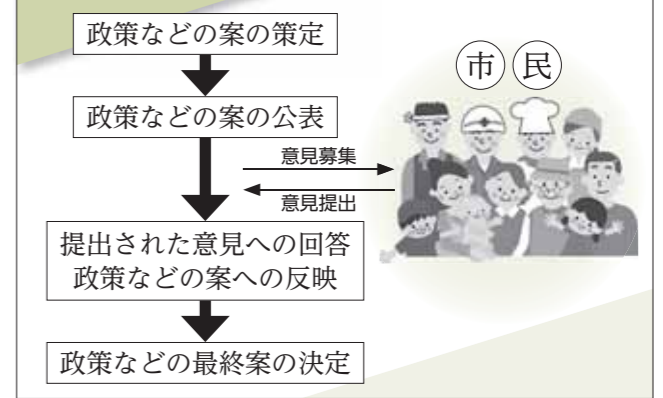 政策などの案の策定
市民
政策などの案の公表
意見募集
意見提出
提出された意見への回答
政策などの案への反映
政策などの最終案の決定